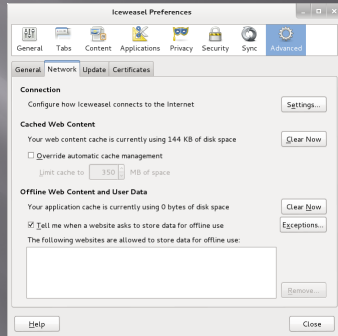 Iceweasel Preferences
General Tabs Content Applications Privacy Security Sync Advanced
General Network Update Certificates
Connection
Configure how Iceweasel connects to the Internet Settings...
Cached Web Content
Your web content cache is currently using 144 KB of disk space Clear Now
Override automatic cache management
Limit cache to 350 MB of space
Offline Web Content and User Data
Your application cache is currently using 0 bytes of disk space Clear Now
Tell me when a website asks to store data for offline use Exceptions...
The following websites are allowed to store data for offline use:
Remove...
Help Close